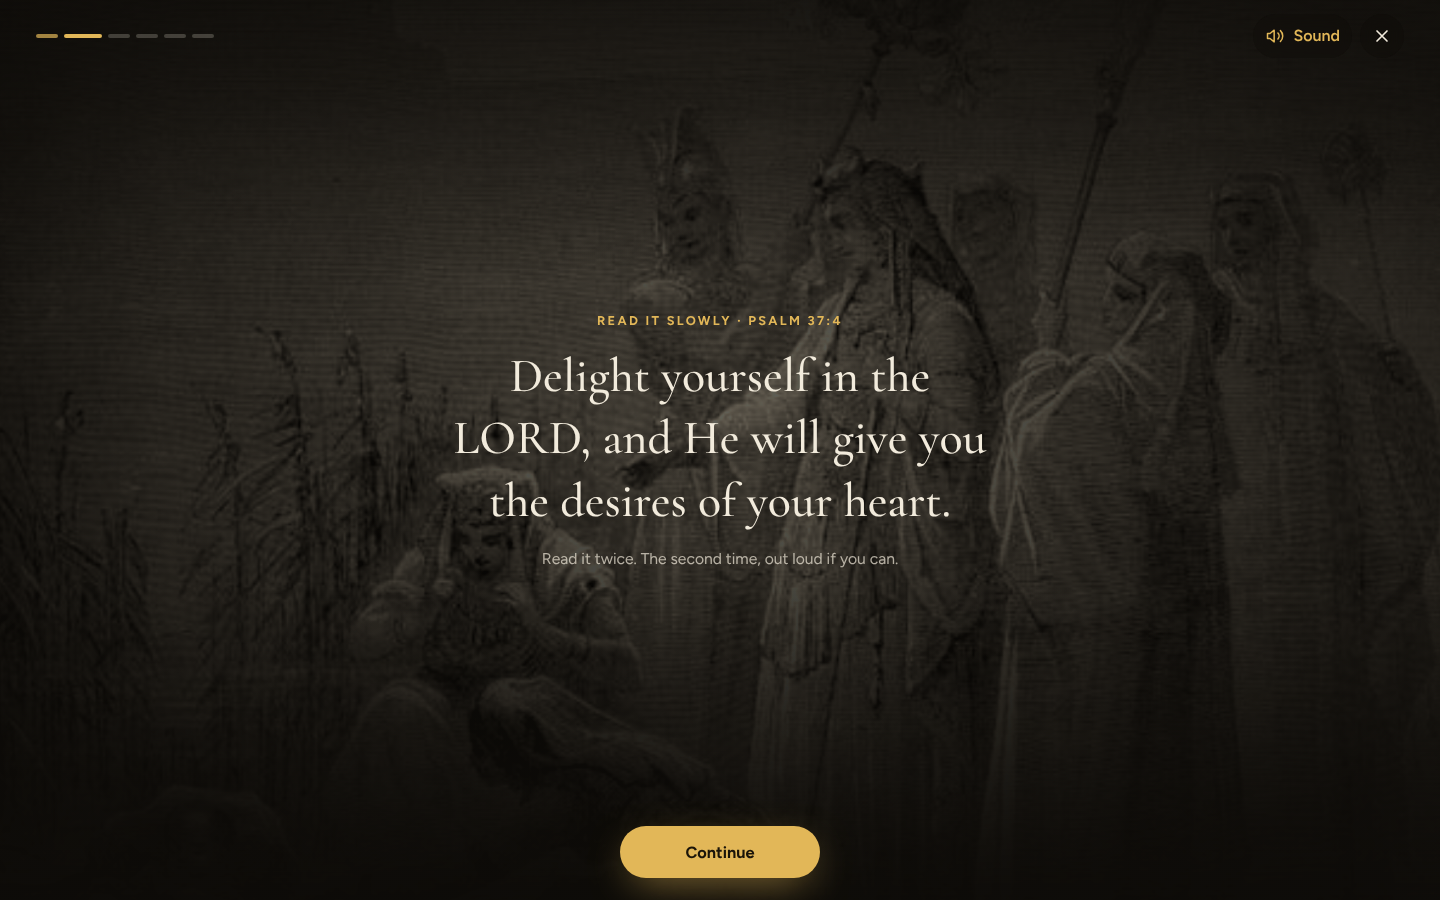 Sound
READ IT SLOWLY · PSALM 37:4
Delight yourself in the
LORD, and He will give you
the desires of your heart.
Read it twice. The second time, out loud if you can.
Continue